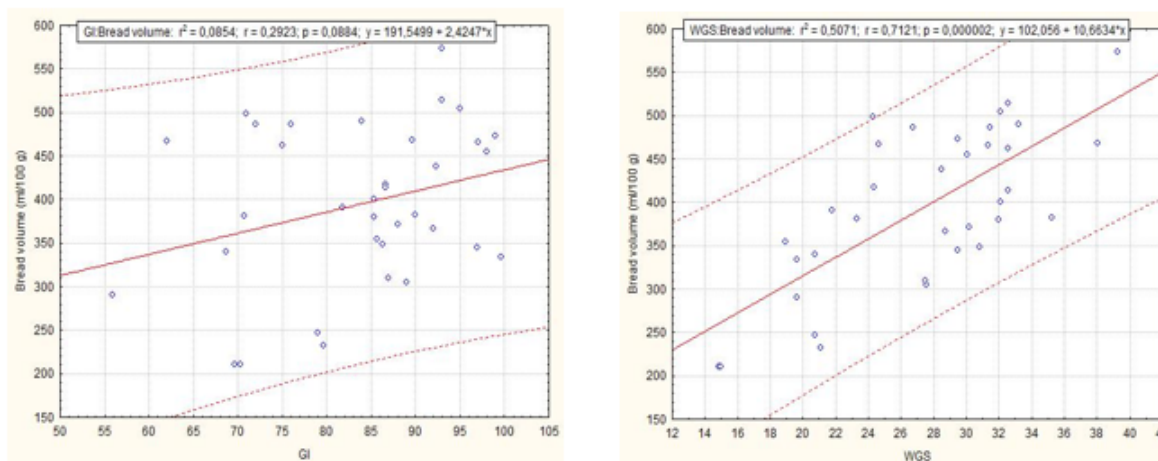 GI:Bread volume: r² = 0,0854; r = 0,2923; p = 0,0884; y = 191,5499 + 2,4247*x
Bread volume (ml/100 g)
600
550
500
450
400
350
300
250
200
150
50 55 60 65 70 75 80 85 90 95 100 105
GI
WGS:Bread volume: r² = 0,5071; r = 0,7121; p = 0,000002; y = 102,056 + 10,6634*x
Bread volume (ml/100 g)
600
550
500
450
400
350
300
250
200
150
12 14 16 18 20 22 24 26 28 30 32 34 36 38 40
WGS